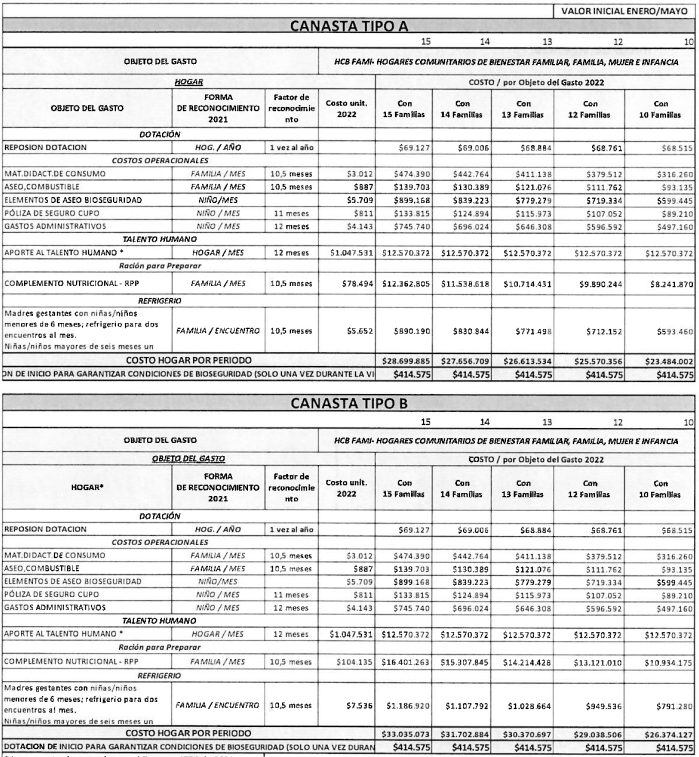 VALOR INICIAL ENERO/MAYO
CANASTA TIPO A
15 14 13 12 10
OBJETO DEL GASTO HCB FAMI- HOGARES COMUNITARIOS DE BIENESTAR FAMILIAR, FAMILIA, MUJER E INFANCIA
HOGAR COSTO / por Objeto del Gasto 2022
OBJETO DEL GASTO FORMA DE RECONOCIMIENTO 2021 Factor de reconocimiento Costo unit. 2022 Con 15 Familias Con 14 Familias Con 13 Familias Con 12 Familias Con 10 Familias
DOTACIÓN
REPOSION DOTACION HOG. / AÑO 1 vez al año $69.127 $69.006 $68.884 $68.761 $68.515
COSTOS OPERACIONALES
MAT.DIDACT.DE CONSUMO FAMILIA / MES 10,5 meses $3.012 $474.390 $442.764 $411.138 $379.512 $316.260
ASEO,COMBUSTIBLE FAMILIA / MES 10,5 meses $887 $139.703 $130.389 $121.076 $111.762 $93.135
ELEMENTOS DE ASEO BIOSEGURIDAD NIÑO/MES $5.709 $899.168 $839.223 $779.279 $719.334 $599.445
PÓLIZA DE SEGURO CUPO NIÑO / MES 11 meses $811 $133.815 $124.894 $115.973 $107.052 $89.210
GASTOS ADMINISTRATIVOS NIÑO / MES 12 meses $4.143 $745.740 $696.024 $646.308 $596.592 $497.160
TALENTO HUMANO
APORTE AL TALENTO HUMANO * HOGAR / MES 12 meses $1.047.531 $12.570.372 $12.570.372 $12.570.372 $12.570.372 $12.570.372
Ración para Preparar
COMPLEMENTO NUTRICIONAL - RPP FAMILIA / MES 10,5 meses $78.494 $12.362.805 $11.538.618 $10.714.431 $9.890.244 $8.241.870
REFRIGERIO
Madres gestantes con niñas/niños
menores de 6 meses; refrigerio para dos
encuentros al mes. FAMILIA / ENCUENTRO 10,5 meses $5.652 $890.190 $830.844 $771.498 $712.152 $593.460
Niñas/niños mayores de seis meses un
COSTO HOGAR POR PERIODO $28.699.885 $27.656.709 $26.613.534 $25.570.356 $23.484.002
ON DE INICIO PARA GARANTIZAR CONDICIONES DE BIOSEGURIDAD (SOLO UNA VEZ DURANTE LA VI $414.575 $414.575 $414.575 $414.575 $414.575
CANASTA TIPO B
15 14 13 12 10
OBJETO DEL GASTO HCB FAMI- HOGARES COMUNITARIOS DE BIENESTAR FAMILIAR, FAMILIA, MUJER E INFANCIA
OBJETO DEL GASTO COSTO / por Objeto del Gasto 2022
HOGAR* FORMA DE RECONOCIMIENTO 2021 Factor de reconocimiento Costo unit. 2022 Con 15 Familias Con 14 Familias Con 13 Familias Con 12 Familias Con 10 Familias
DOTACIÓN
REPOSION DOTACION HOG. / AÑO 1 vez al año $69.127 $69.006 $68.884 $68.761 $68.515
COSTOS OPERACIONALES
MAT.DIDACT.DE CONSUMO FAMILIA / MES 10,5 meses $3.012 $474.390 $442.764 $411.138 $379.512 $316.260
ASEO,COMBUSTIBLE FAMILIA / MES 10,5 meses $887 $139.703 $130.389 $121.076 $111.762 $93.135
ELEMENTOS DE ASEO BIOSEGURIDAD NIÑO/MES $5.709 $899.168 $839.223 $779.279 $719.334 $599.445
PÓLIZA DE SEGURO CUPO NIÑO / MES 11 meses $811 $133.815 $124.894 $115.973 $107.052 $89.210
GASTOS ADMINISTRATIVOS NIÑO / MES 12 meses $4.143 $745.740 $696.024 $646.308 $596.592 $497.160
TALENTO HUMANO
APORTE AL TALENTO HUMANO * HOGAR / MES 12 meses $1.047.531 $12.570.372 $12.570.372 $12.570.372 $12.570.372 $12.570.372
Ración para Preparar
COMPLEMENTO NUTRICIONAL - RPP FAMILIA / MES 10,5 meses $104.135 $16.401.263 $15.307.845 $14.214.428 $13.121.010 $10.934.175
REFRIGERIO
Madres gestantes con niñas/niños
menores de 6 meses; refrigerio para dos
encuentros al mes. FAMILIA / ENCUENTRO 10,5 meses $7.536 $1.186.920 $1.107.792 $1.028.664 $949.536 $791.280
Niñas/niños mayores de seis meses un
COSTO HOGAR POR PERIODO $33.035.073 $31.702.884 $30.370.697 $29.038.506 $26.374.127
DOTACION DE INICIO PARA GARANTIZAR CONDICIONES DE BIOSEGURIDAD (SOLO UNA VEZ DURAN $414.575 $414.575 $414.575 $414.575 $414.575